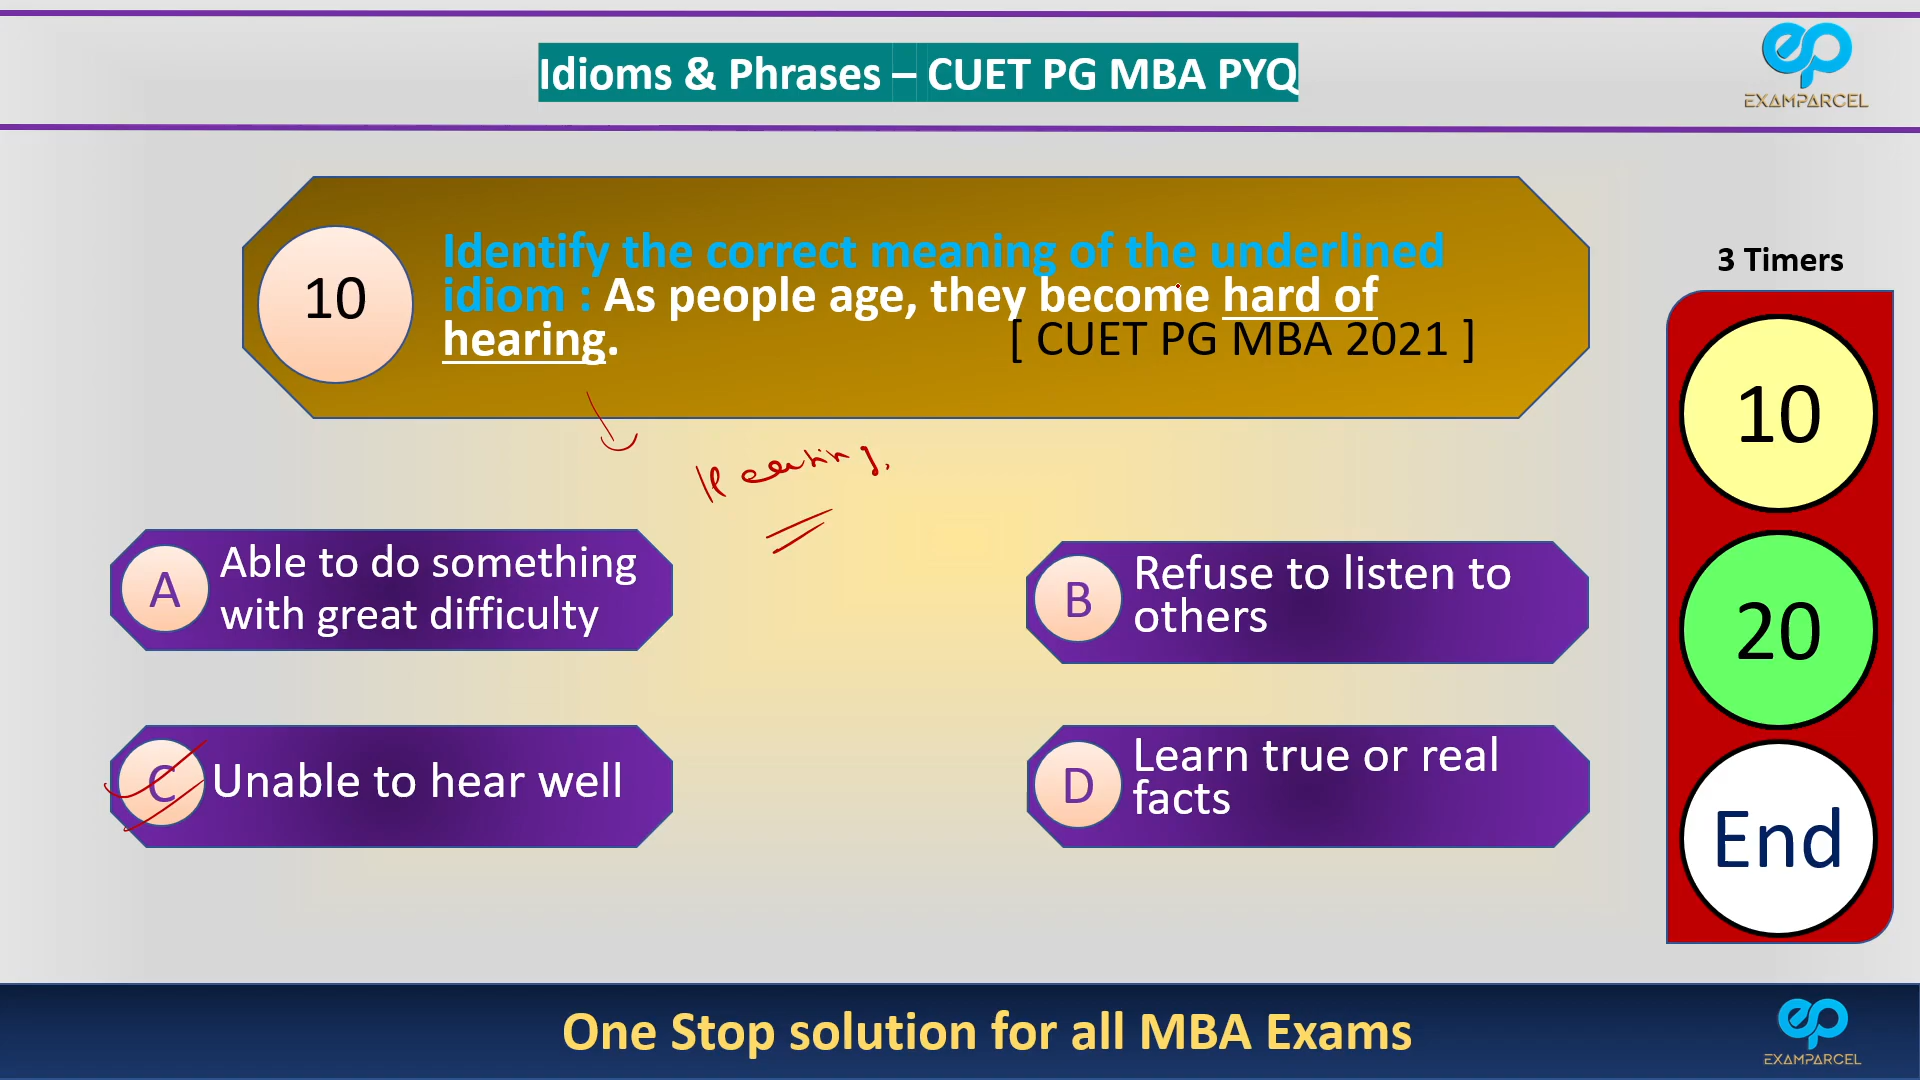 Idioms & Phrases – CUET PG MBA PYQ
EXAMPARCEL
10
Identify the correct meaning of the underlined
idiom : As people age, they become hard of
hearing.
[ CUET PG MBA 2021 ]
3 Timers
10
20
End
A
Able to do something
with great difficulty
B
Refuse to listen to
others
C
Unable to hear well
D
Learn true or real
facts
One Stop solution for all MBA Exams
EXAMPARCEL